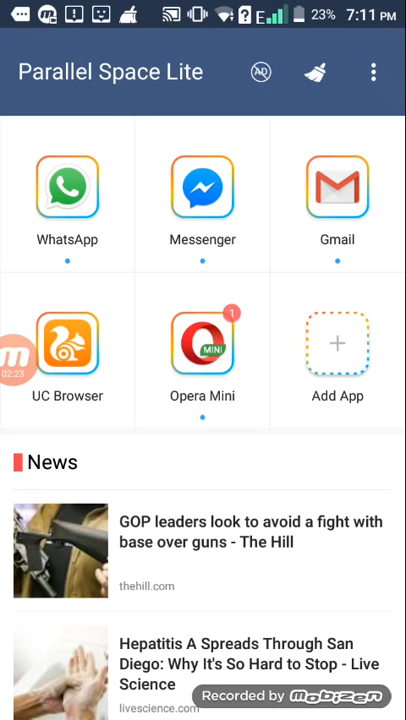 E 23% 7:11 PM
Parallel Space Lite
AD
WhatsApp
Messenger
Gmail
1
MINI
02:23
UC Browser
Opera Mini
Add App
News
GOP leaders look to avoid a fight with
base over guns - The Hill
thehill.com
Hepatitis A Spreads Through San
Diego: Why It's So Hard to Stop - Live
Science
livescience.com
Recorded by MOBIZEN